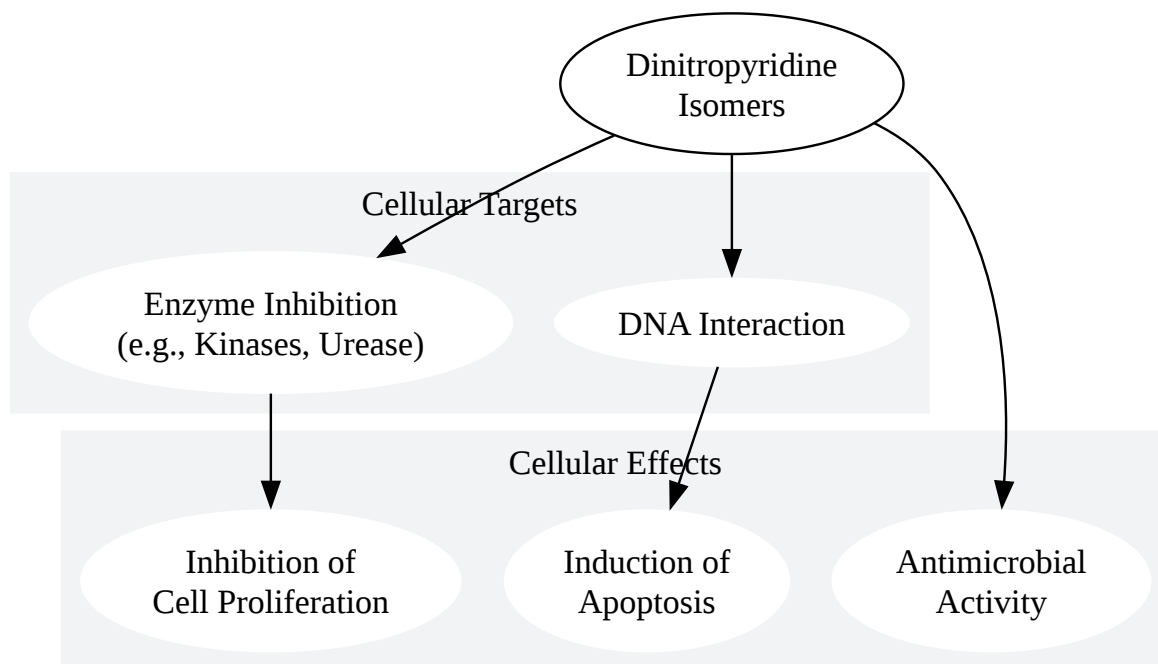 Dinitropyridine
Isomers
Cellular Targets
Enzyme Inhibition
(e.g., Kinases, Urease)
DNA Interaction
Cellular Effects
Inhibition of
Cell Proliferation
Induction of
Apoptosis
Antimicrobial
Activity